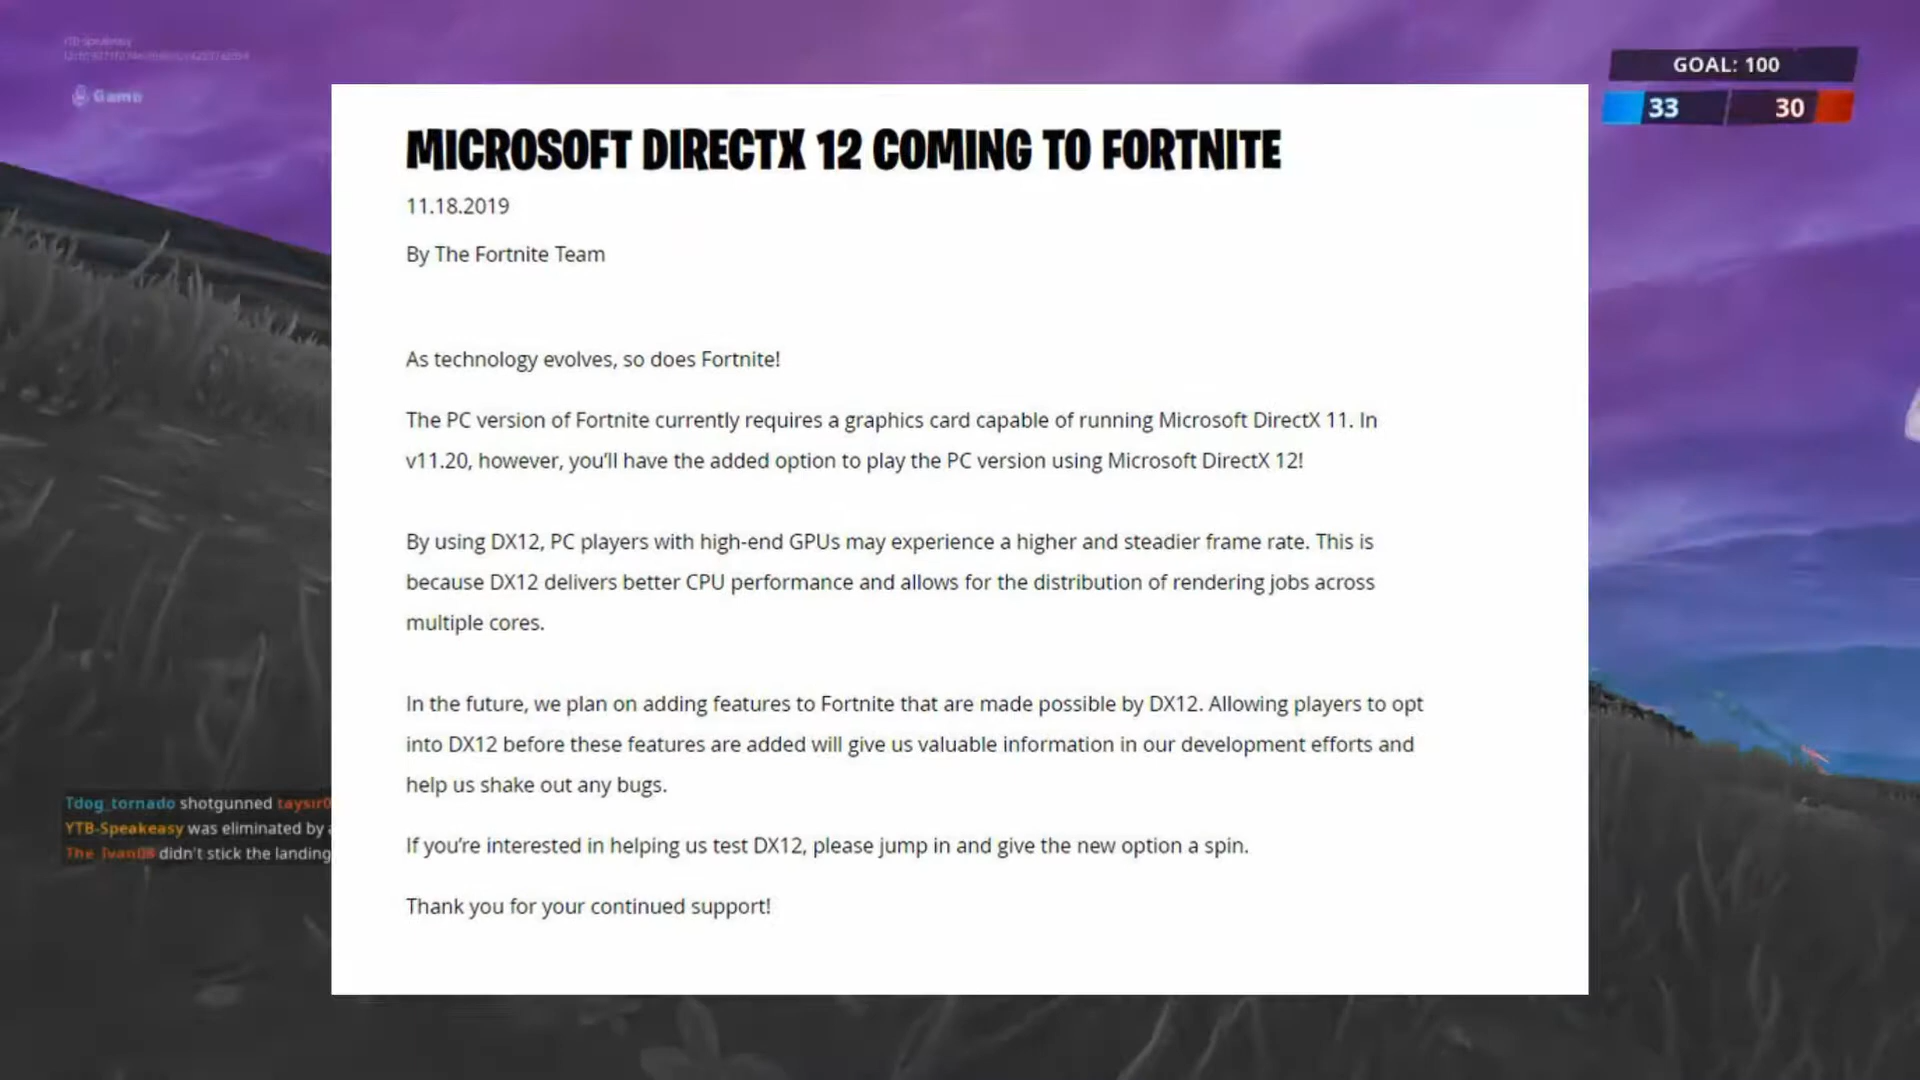 YTB-Speakeasy
Game
GOAL: 100
33
30
MICROSOFT DIRECTX 12 COMING TO FORTNITE
11.18.2019
By The Fortnite Team
As technology evolves, so does Fortnite!
The PC version of Fortnite currently requires a graphics card capable of running Microsoft DirectX 11. In
v11.20, however, you'll have the added option to play the PC version using Microsoft DirectX 12!
By using DX12, PC players with high-end GPUs may experience a higher and steadier frame rate. This is
because DX12 delivers better CPU performance and allows for the distribution of rendering jobs across
multiple cores.
In the future, we plan on adding features to Fortnite that are made possible by DX12. Allowing players to opt
into DX12 before these features are added will give us valuable information in our development efforts and
help us shake out any bugs.
If you're interested in helping us test DX12, please jump in and give the new option a spin.
Thank you for your continued support!
Tdog_tornado shotgunned taysir0
YTB-Speakeasy was eliminated by
The_Ivan08 didn't stick the landing